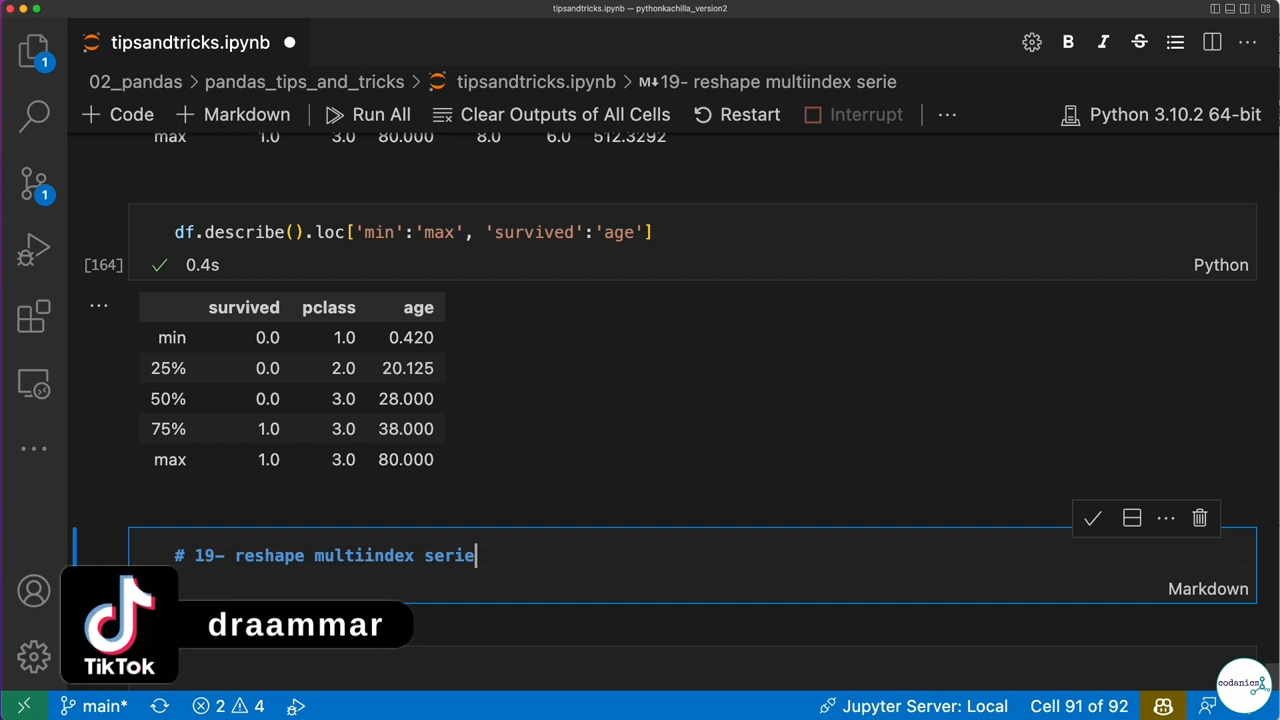 tipsandtricks.ipynb — pythonkachilla_version2
tipsandtricks.ipynb
02_pandas > pandas_tips_and_tricks > tipsandtricks.ipynb > M↓19- reshape multiindex serie
+ Code + Markdown Run All Clear Outputs of All Cells Restart Interrupt ... Python 3.10.2 64-bit
max 1.0 3.0 80.000 8.0 6.0 512.3292
df.describe().loc['min':'max', 'survived':'age']
[164] 0.4s Python
survived pclass age
min 0.0 1.0 0.420
25% 0.0 2.0 20.125
50% 0.0 3.0 28.000
75% 1.0 3.0 38.000
max 1.0 3.0 80.000
# 19- reshape multiindex serie
Markdown
1
1
TikTok
draammar
codanics
main* 2 4 Jupyter Server: Local Cell 91 of 92